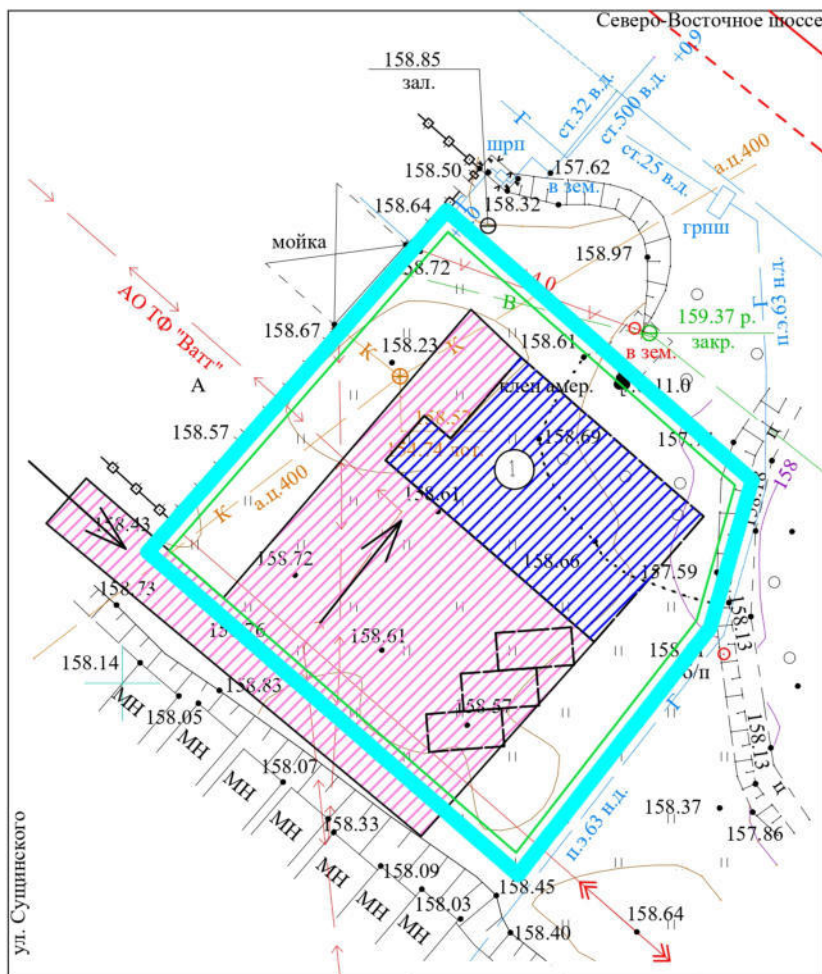 Северо-Восточное шоссе
158.85
зал.
ст.32 в.д.
ст.500 в.д.
+0,9
Г
шрп
ст.25 в.д.
а.ц.400
158.50
157.62
в зем.
158.32
158.64
грпш
мойка
158.97
АО ТФ "Ватт"
4.0
В
159.37 р.
закр.
п.э.63 н.д.
Г
158.67
158.61
в зем.
158.23
К
К
А
клен амер.
11.0
158.57
158.69
1
158
а.ц.400
К
158.61
158.43
158.66
158.72
157.59
158.73
158.13
158.61
о/п
158.14
158.83
Г
158.05
158.57
МН
МН
МН
МН
МН
МН
МН
МН
158.13
ц
ц
158.07
п.э.63 н.д.
158.37
158.33
157.86
158.09
158.45
158.03
158.64
158.40
ул. Сущинского